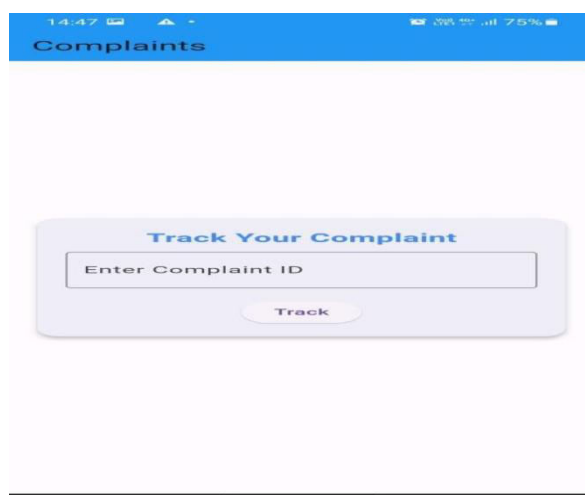 14:47 75%
Complaints
Track Your Complaint
Enter Complaint ID
Track